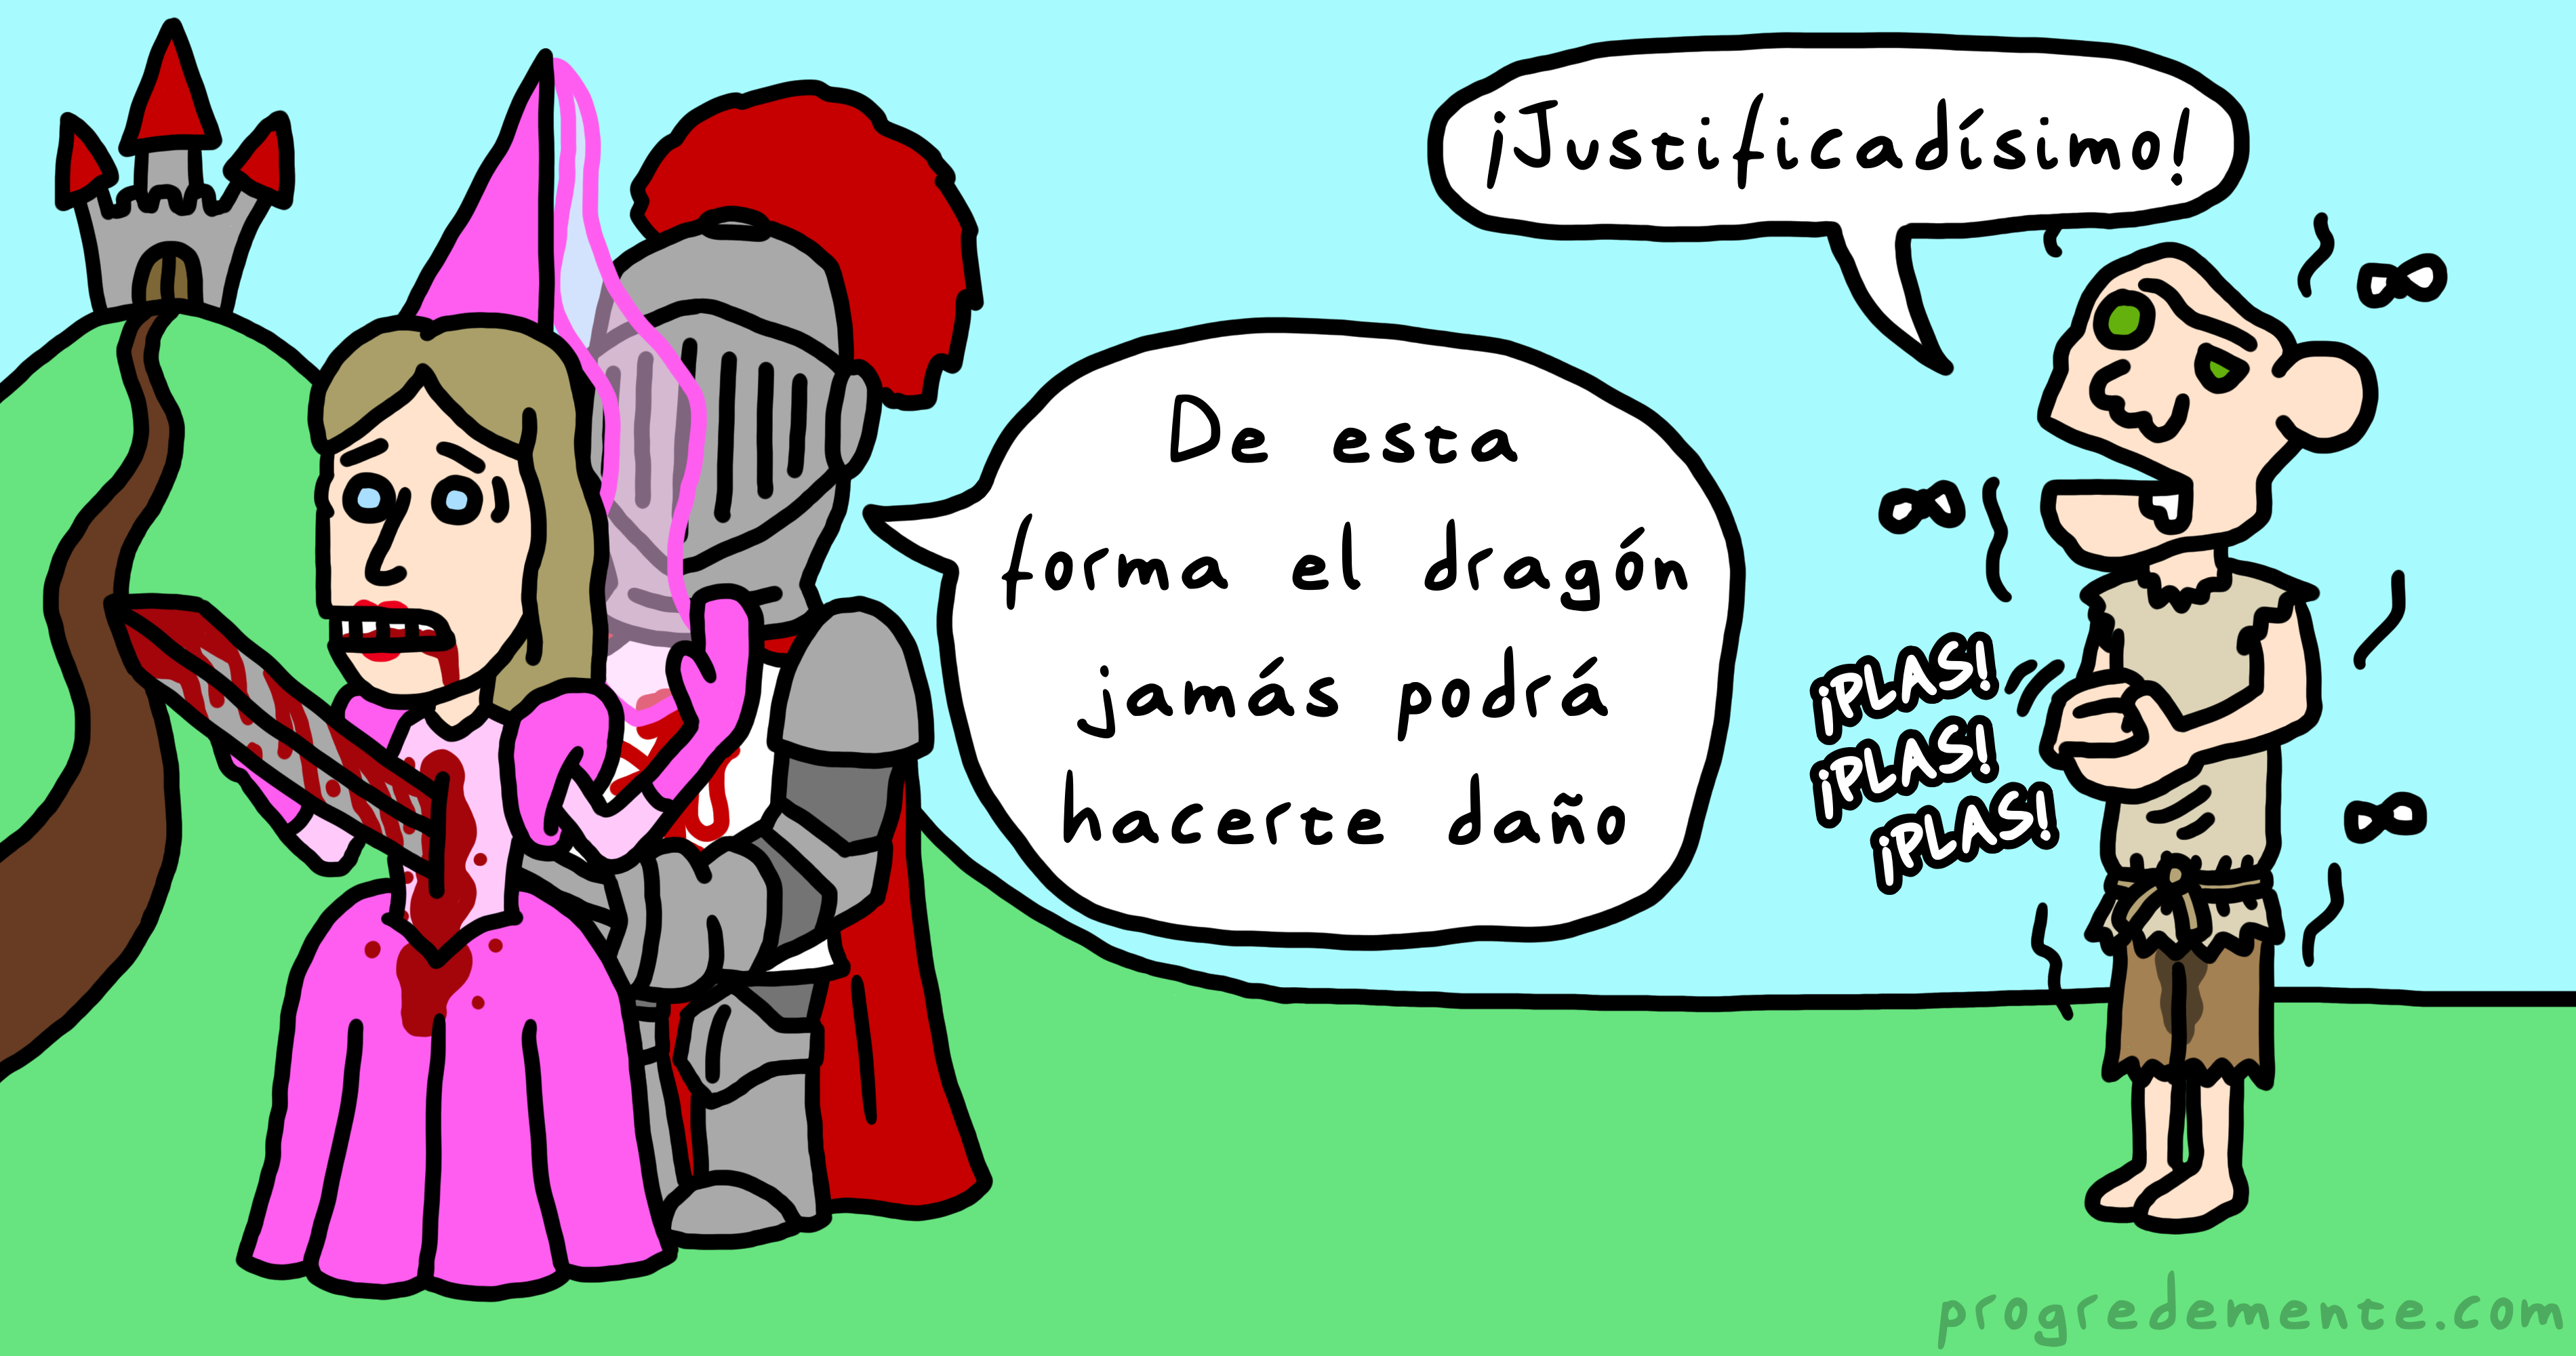 ¡Justificadísimo!
De esta
forma el dragón
jamás podrá
hacerte daño
¡PLAS!
¡PLAS!
¡PLAS!
progredemente.com